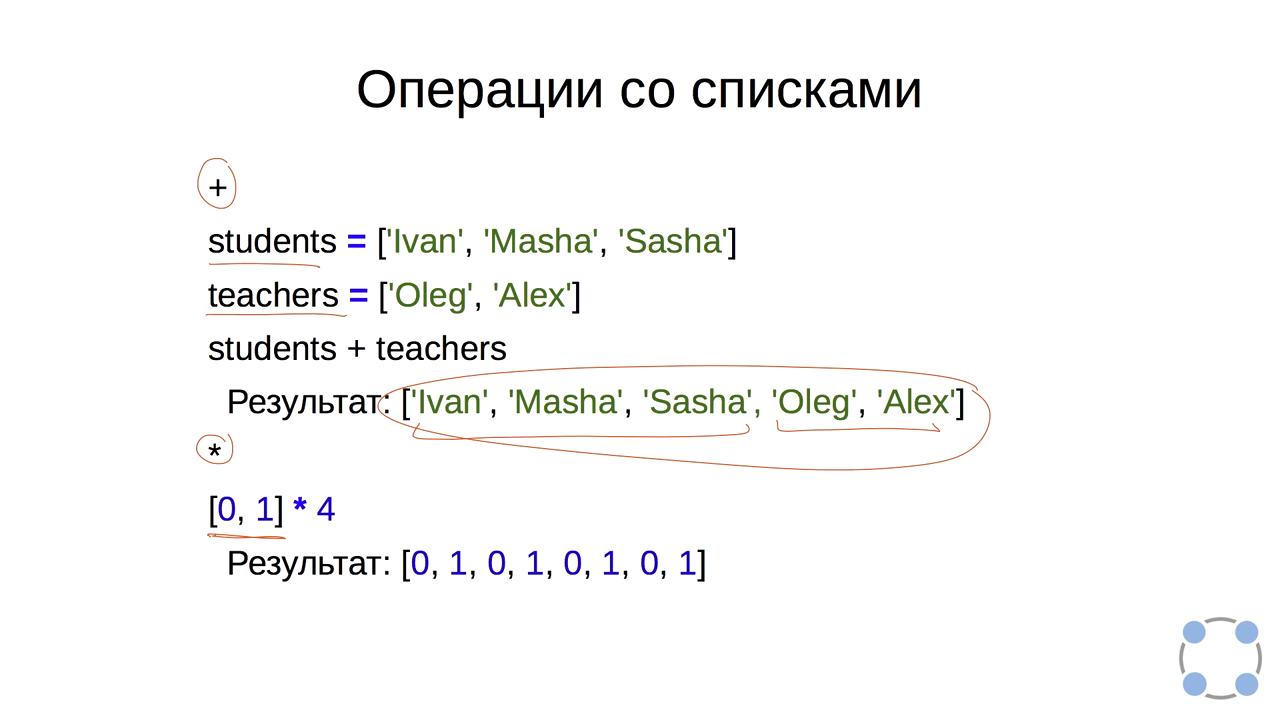 Операции со списками
+
students = ['Ivan', 'Masha', 'Sasha']
teachers = ['Oleg', 'Alex']
students + teachers
Результат: ['Ivan', 'Masha', 'Sasha', 'Oleg', 'Alex']
*
[0, 1] * 4
Результат: [0, 1, 0, 1, 0, 1, 0, 1]